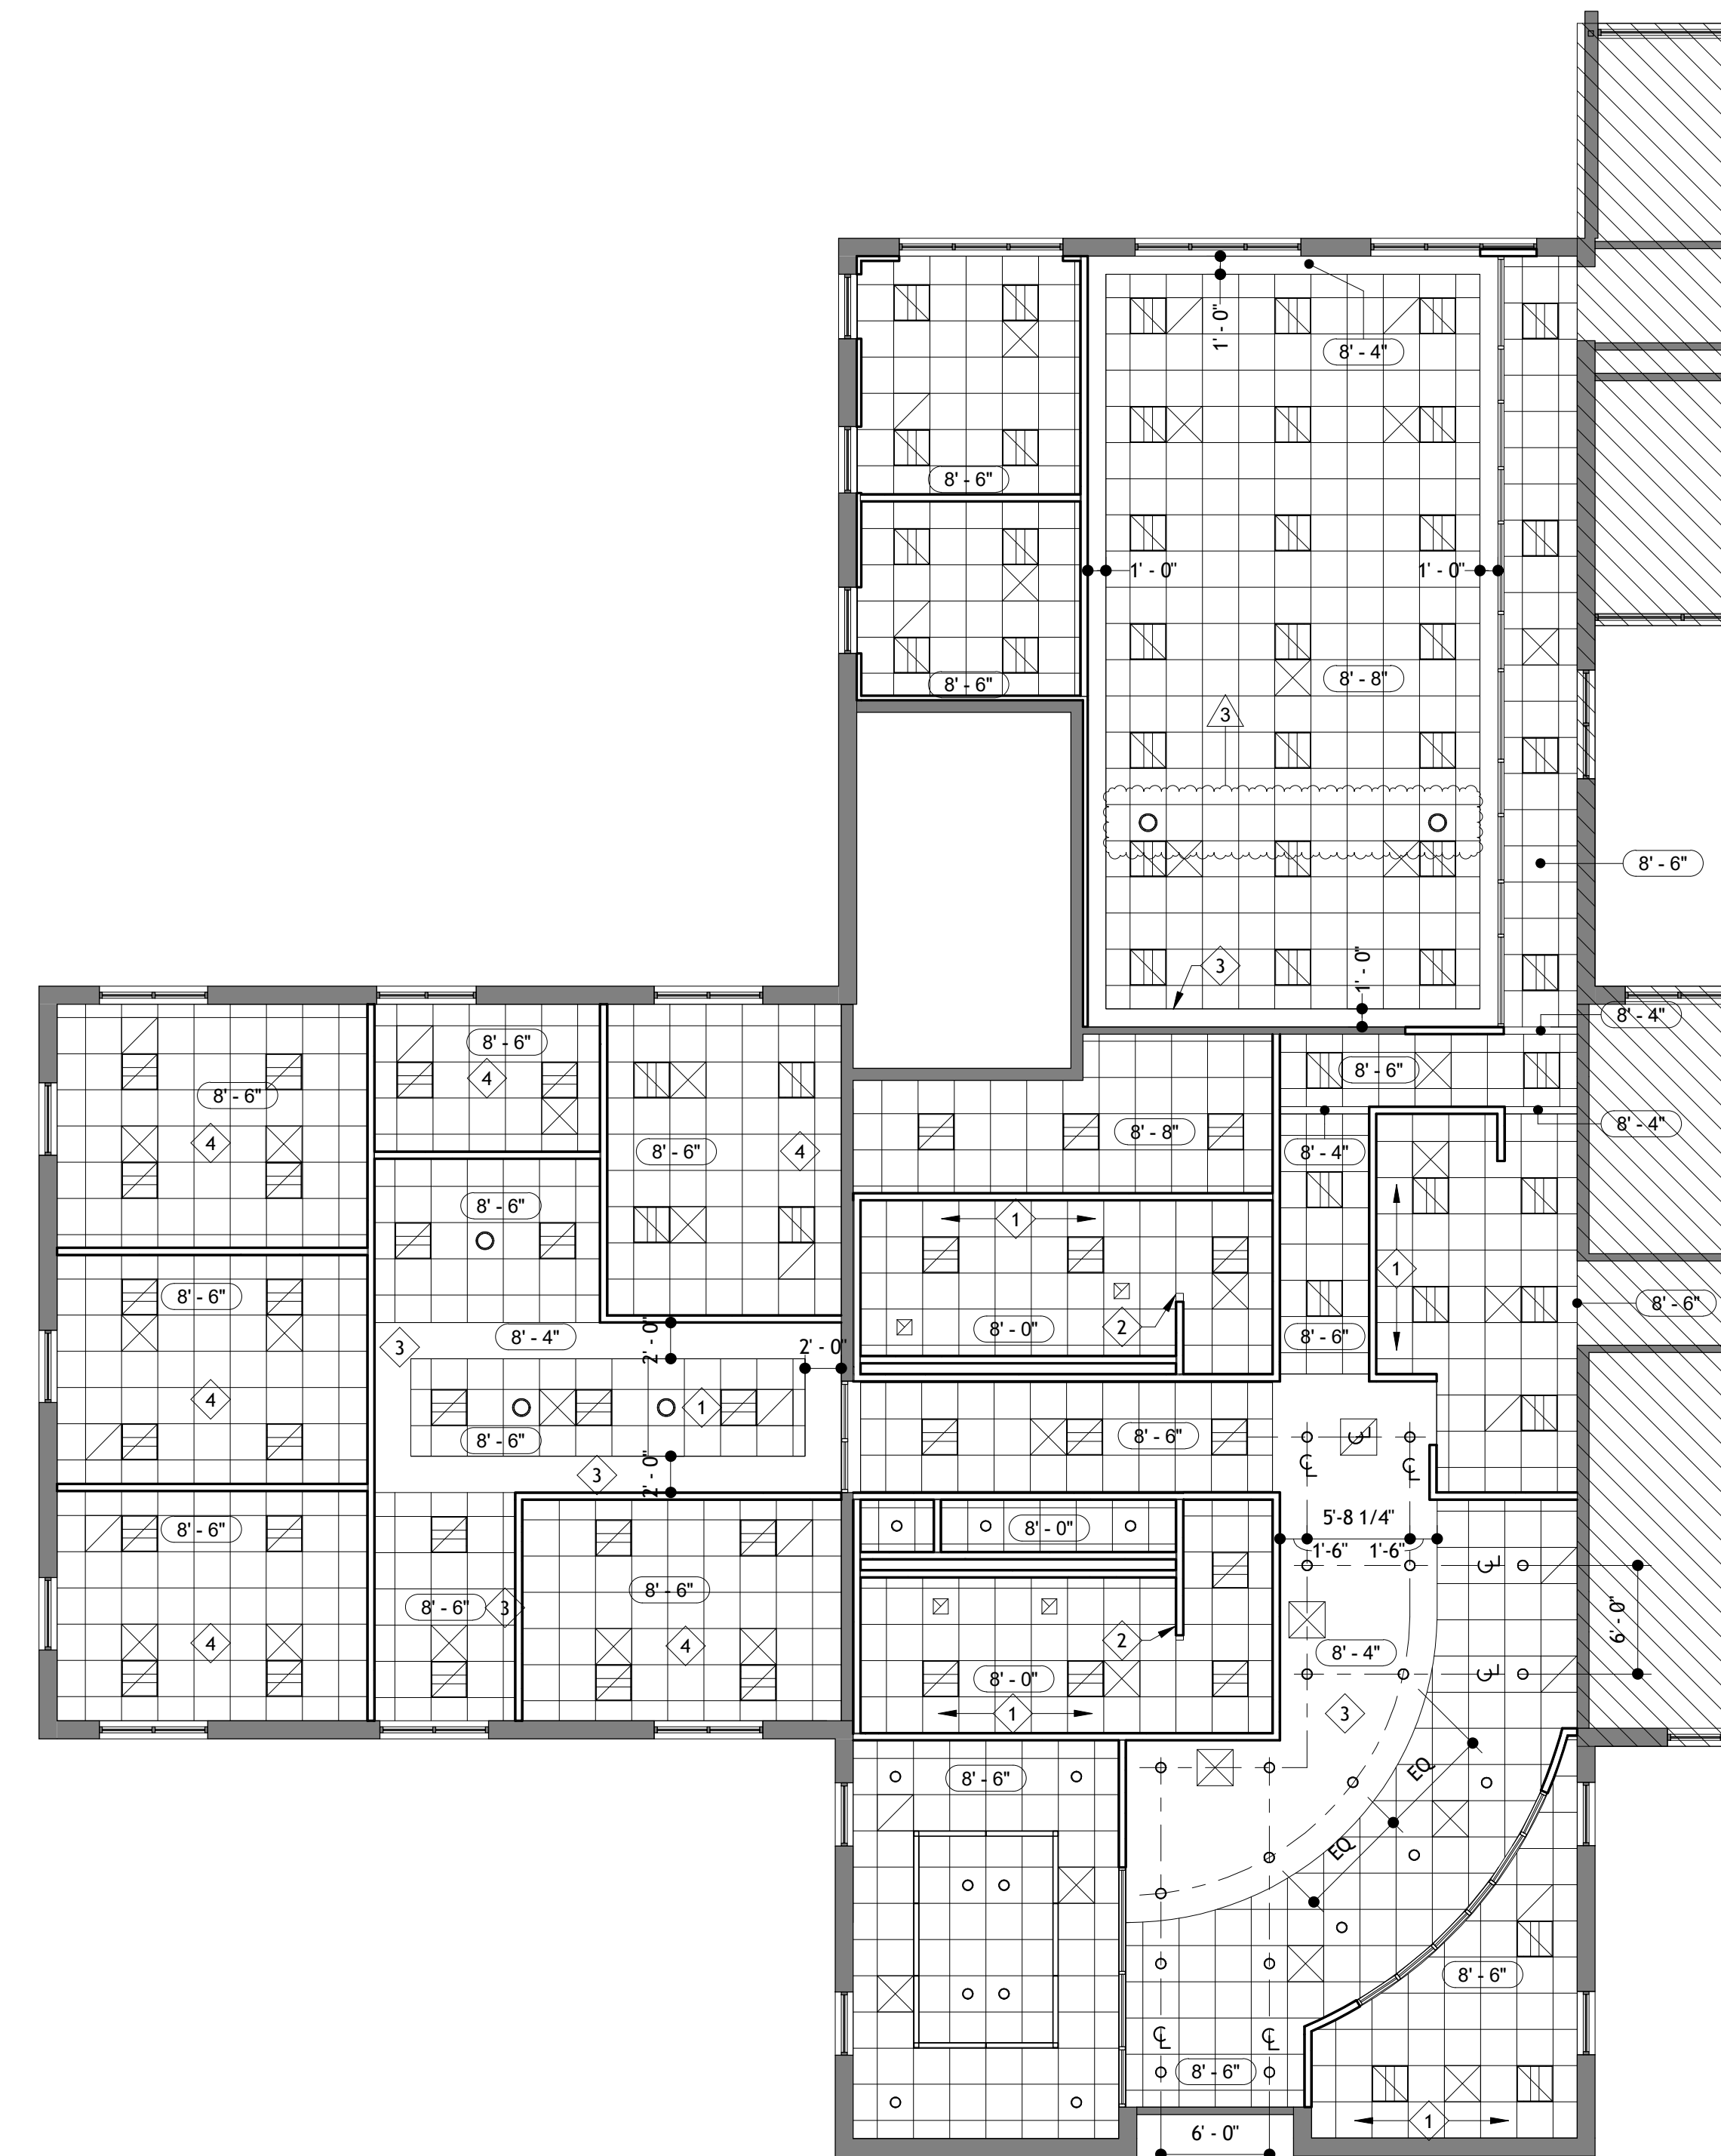 1' - 0"
8' - 4"
8' - 6"
1' - 0"
1' - 0"
8' - 8"
8' - 6"
3
8' - 6"
1' - 0"
3
8' - 4"
8' - 6"
4
8' - 6"
8' - 6"
4
8' - 6"
4
8' - 8"
8' - 4"
8' - 4"
8' - 6"
1
1
8' - 6"
8' - 6"
8' - 0"
2
8' - 6"
8' - 4"
3
2' - 0"
2' - 0"
4
1
8' - 6"
8' - 6"
CL
CL
3
2' - 0"
5'-8 1/4"
1'-6"
1'-6"
8' - 6"
8' - 0"
8' - 6"
8' - 6"
3
6' - 0"
4
4
2
8' - 4"
8' - 0"
1
3
8' - 6"
EQ
EQ
8' - 6"
CL
CL
8' - 6"
1
6' - 0"